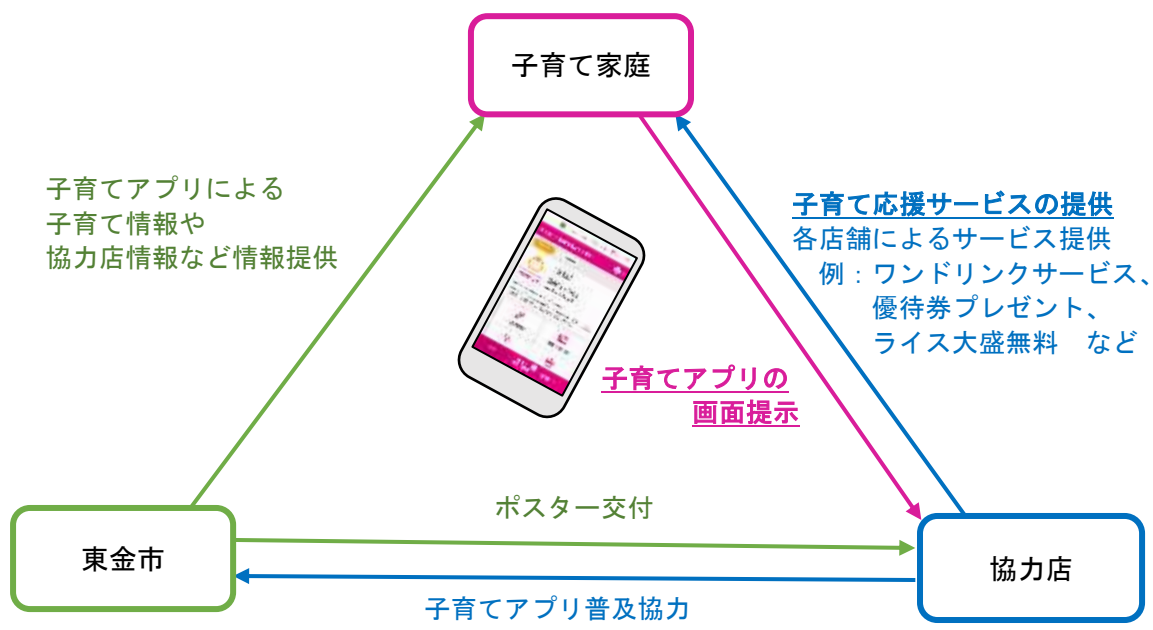 子育て家庭
子育てアプリによる
子育て情報や
協力店情報など情報提供
子育て応援サービスの提供
各店舗によるサービス提供
例：ワンドリンクサービス、
優待券プレゼント、
ライス大盛無料　など
子育てアプリの
画面提示
ポスター交付
東金市
協力店
子育てアプリ普及協力